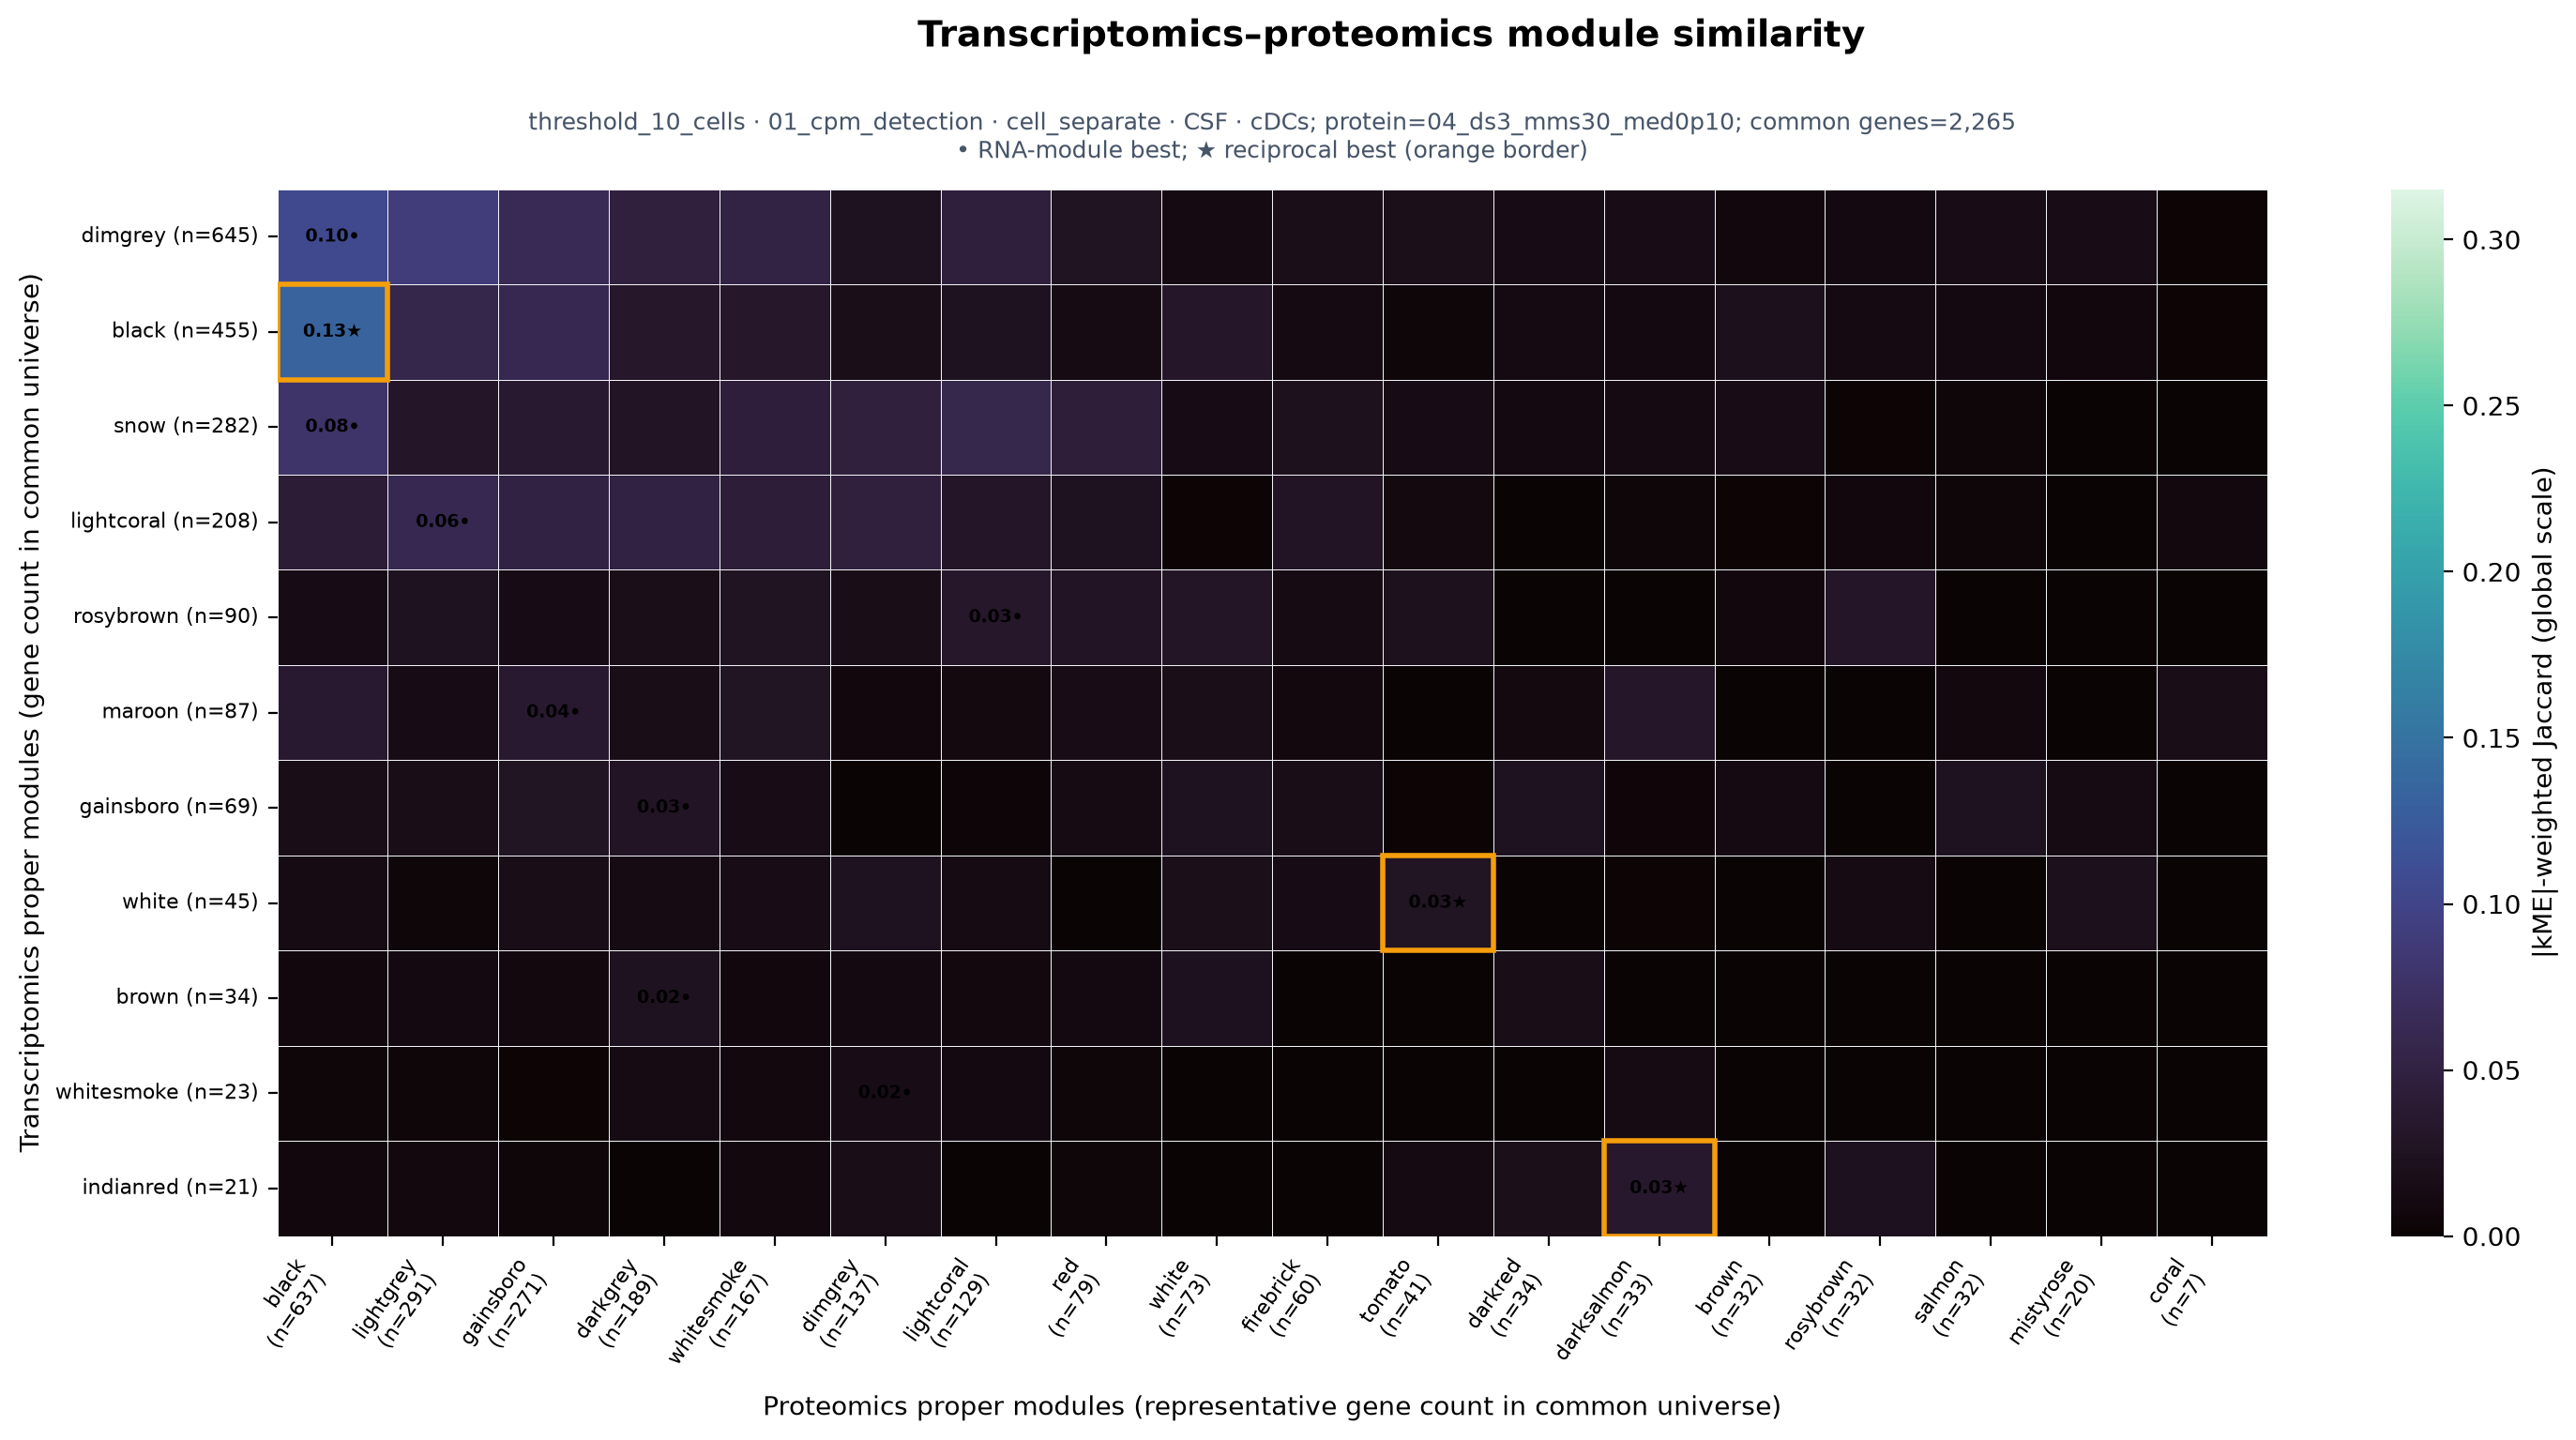 Transcriptomics–proteomics module similarity
threshold_10_cells · 01_cpm_detection · cell_separate · CSF · cDCs; protein=04_ds3_mms30_med0p10; common genes=2,265
• RNA-module best; ★ reciprocal best (orange border)
Transcriptomics proper modules (gene count in common universe)
dimgrey (n=645)
0.10•
black (n=455)
0.13★
snow (n=282)
0.08•
lightcoral (n=208)
0.06•
rosybrown (n=90)
0.03•
maroon (n=87)
0.04•
gainsboro (n=69)
0.03•
white (n=45)
0.03★
brown (n=34)
0.02•
whitesmoke (n=23)
0.02•
indianred (n=21)
0.03★
black
(n=637)
lightgrey
(n=291)
gainsboro
(n=271)
darkgrey
(n=189)
whitesmoke
(n=167)
dimgrey
(n=137)
lightcoral
(n=129)
red
(n=79)
white
(n=73)
firebrick
(n=60)
tomato
(n=41)
darkred
(n=34)
darksalmon
(n=33)
brown
(n=32)
rosybrown
(n=32)
salmon
(n=32)
mistyrose
(n=20)
coral
(n=7)
Proteomics proper modules (representative gene count in common universe)
0.30
0.25
0.20
0.15
0.10
0.05
0.00
|kME|-weighted Jaccard (global scale)